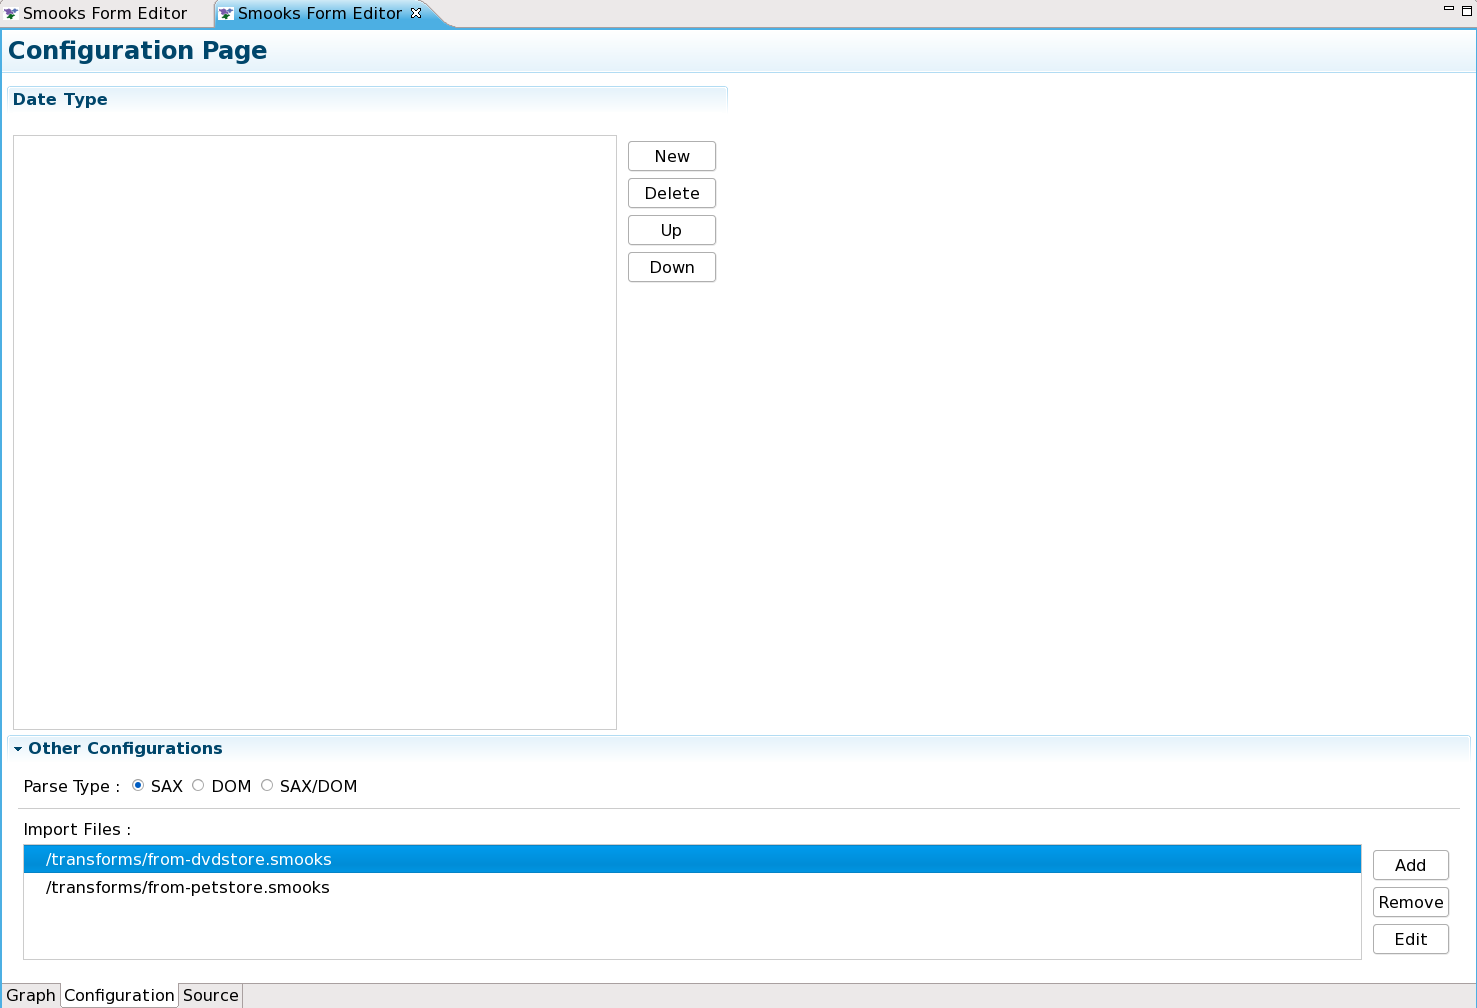 Smooks Form Editor
Smooks Form Editor
Configuration Page
Date Type
New
Delete
Up
Down
Other Configurations
Parse Type : SAX DOM SAX/DOM
Import Files :
/transforms/from-dvdstore.smooks
/transforms/from-petstore.smooks
Add
Remove
Edit
Graph Configuration Source